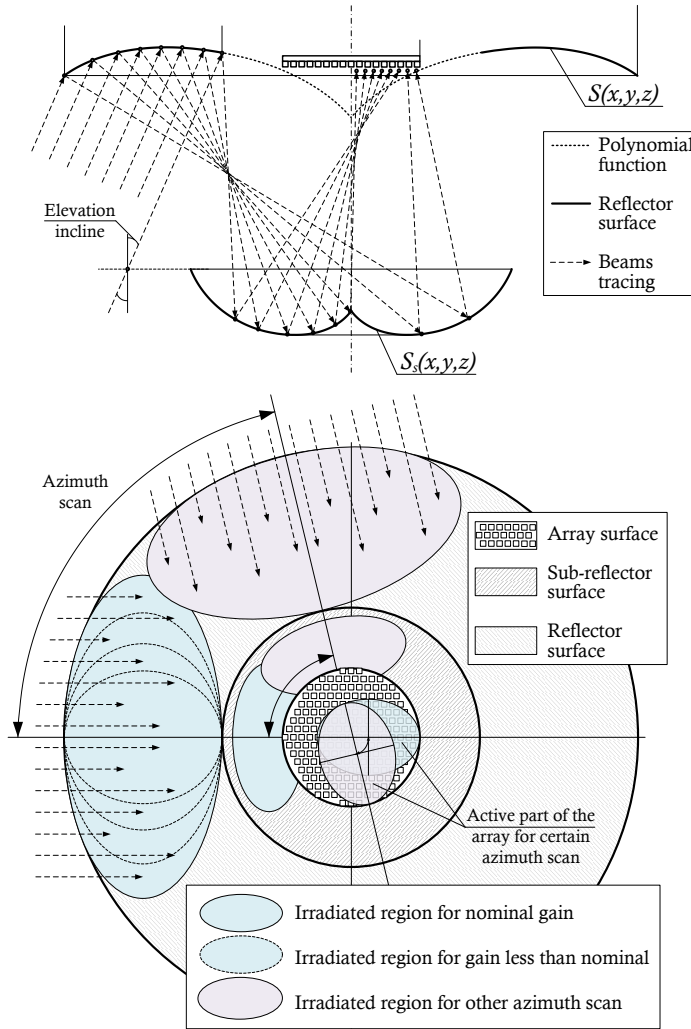 S(x,y,z)
Polynomial
function
Reflector
surface
Beams
tracing
Elevation
incline
Sₛ(x,y,z)
Azimuth
scan
Array surface
Sub-reflector
surface
Reflector
surface
Active part of the
array for certain
azimuth scan
Irradiated region for nominal gain
Irradiated region for gain less than nominal
Irradiated region for other azimuth scan